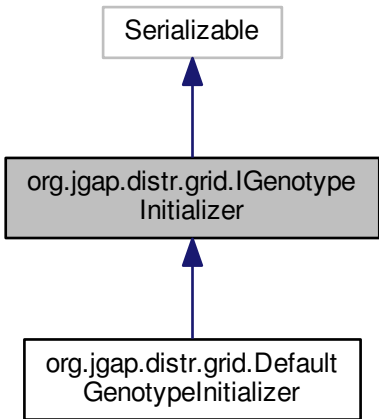 Serializable
org.jgap.distr.grid.IGenotype
Initializer
org.jgap.distr.grid.Default
GenotypeInitializer